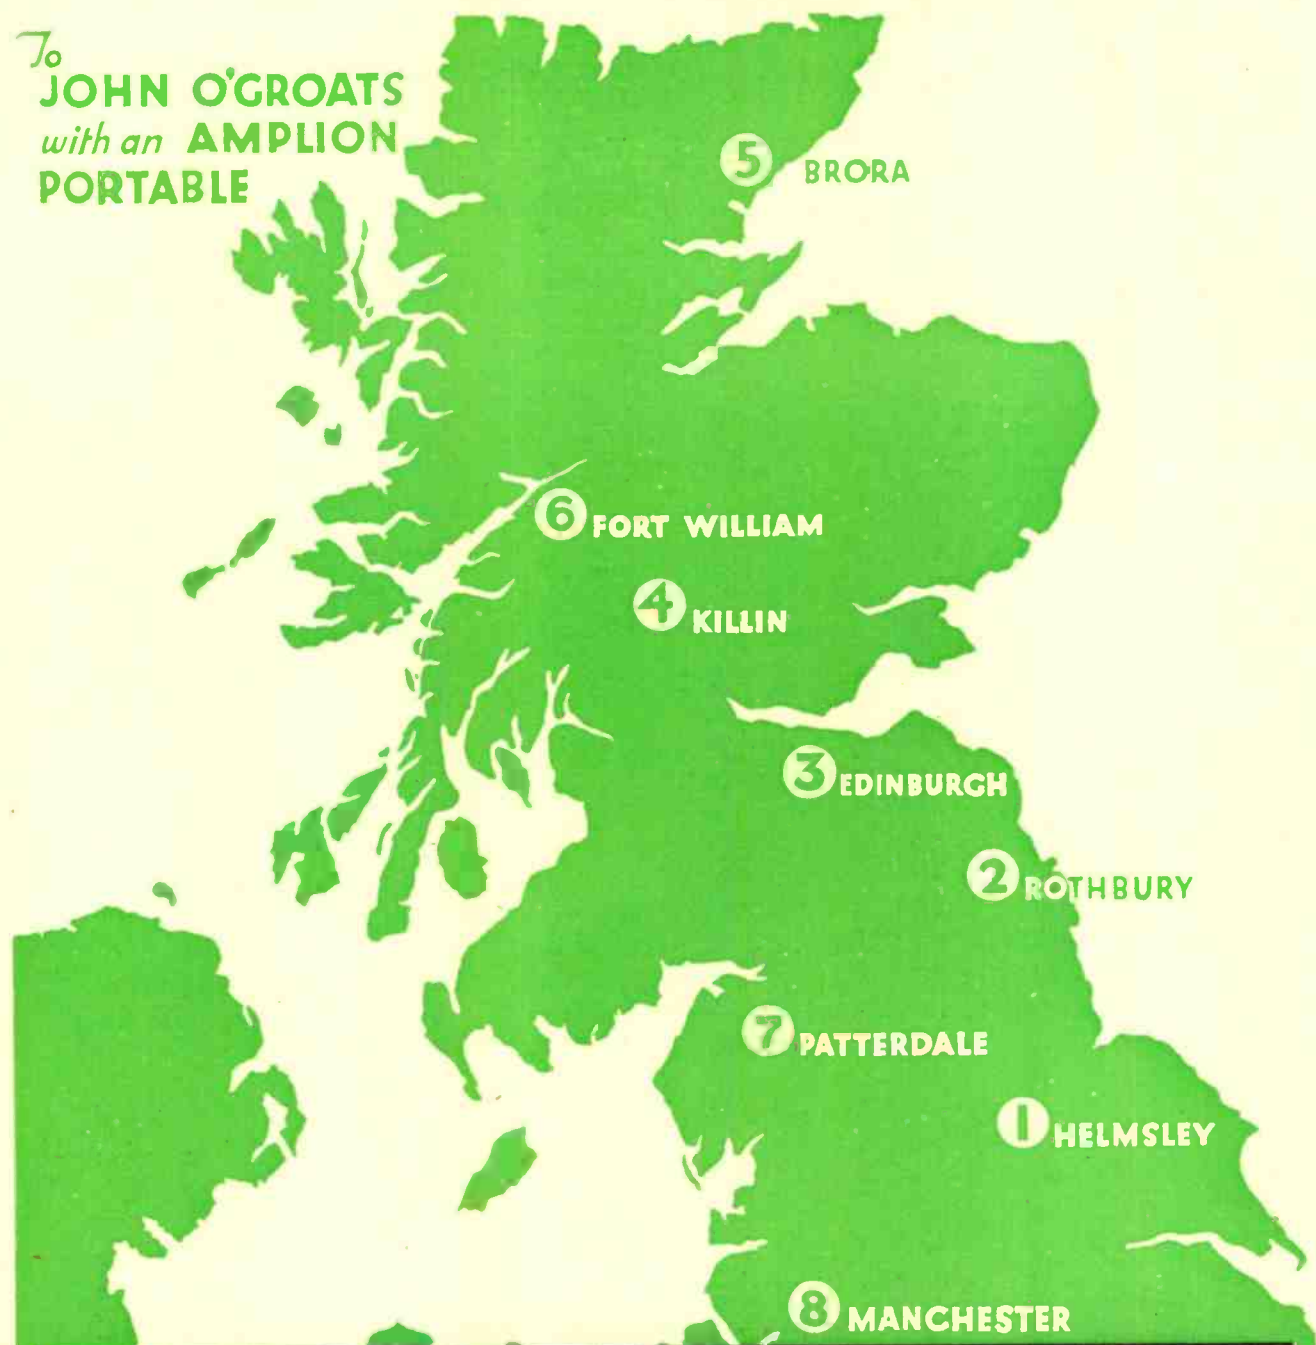 To
JOHN O'GROATS
with an AMPLION
PORTABLE
5 BRORA
6 FORT WILLIAM
4 KILLIN
3 EDINBURGH
2 ROTHBURY
7 PATTERDALE
1 HELMSLEY
8 MANCHESTER